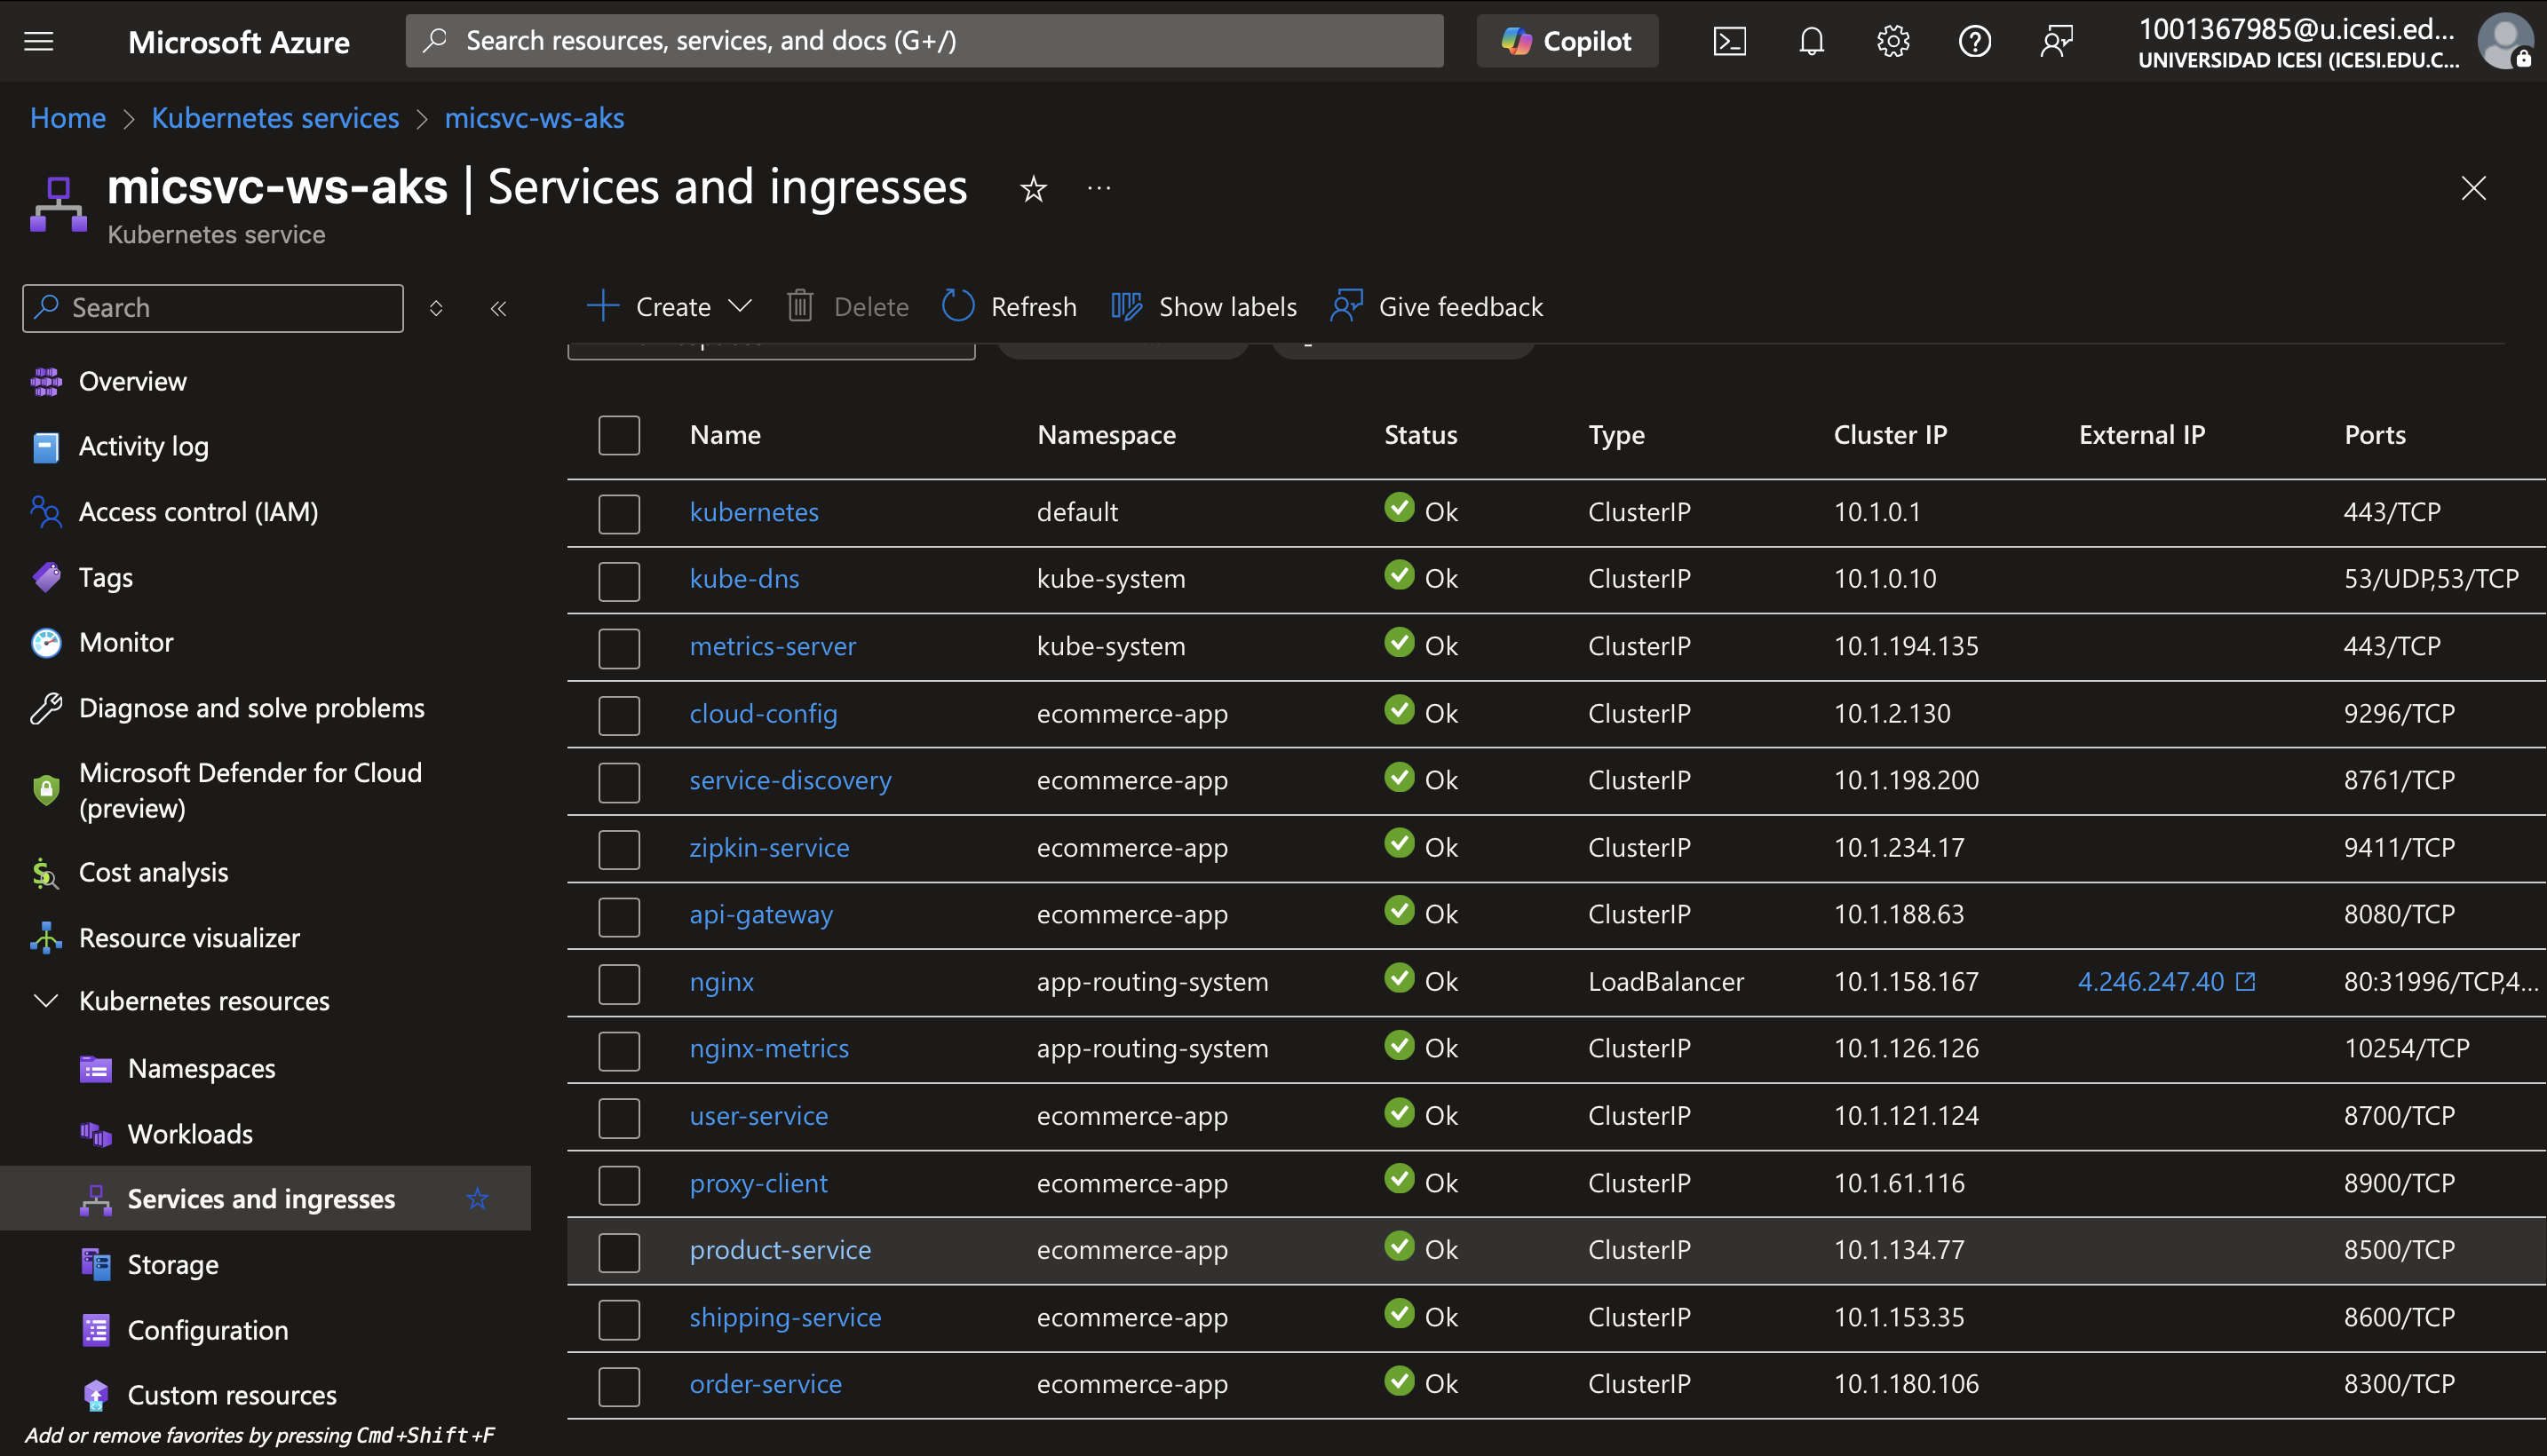 Microsoft Azure
Search resources, services, and docs (G+/)
Copilot
1001367985@u.icesi.ed...
UNIVERSIDAD ICESI (ICESI.EDU.C...
Home > Kubernetes services > micsvc-ws-aks
micsvc-ws-aks | Services and ingresses
Kubernetes service
Search
Overview
Activity log
Access control (IAM)
Tags
Monitor
Diagnose and solve problems
Microsoft Defender for Cloud
(preview)
Cost analysis
Resource visualizer
Kubernetes resources
Namespaces
Workloads
Services and ingresses
Storage
Configuration
Custom resources
Add or remove favorites by pressing Cmd+Shift+F
Create Delete Refresh Show labels Give feedback
Name Namespace Status Type Cluster IP External IP Ports
kubernetes default Ok ClusterIP 10.1.0.1 443/TCP
kube-dns kube-system Ok ClusterIP 10.1.0.10 53/UDP,53/TCP
metrics-server kube-system Ok ClusterIP 10.1.194.135 443/TCP
cloud-config ecommerce-app Ok ClusterIP 10.1.2.130 9296/TCP
service-discovery ecommerce-app Ok ClusterIP 10.1.198.200 8761/TCP
zipkin-service ecommerce-app Ok ClusterIP 10.1.234.17 9411/TCP
api-gateway ecommerce-app Ok ClusterIP 10.1.188.63 8080/TCP
nginx app-routing-system Ok LoadBalancer 10.1.158.167 4.246.247.40 80:31996/TCP,4...
nginx-metrics app-routing-system Ok ClusterIP 10.1.126.126 10254/TCP
user-service ecommerce-app Ok ClusterIP 10.1.121.124 8700/TCP
proxy-client ecommerce-app Ok ClusterIP 10.1.61.116 8900/TCP
product-service ecommerce-app Ok ClusterIP 10.1.134.77 8500/TCP
shipping-service ecommerce-app Ok ClusterIP 10.1.153.35 8600/TCP
order-service ecommerce-app Ok ClusterIP 10.1.180.106 8300/TCP